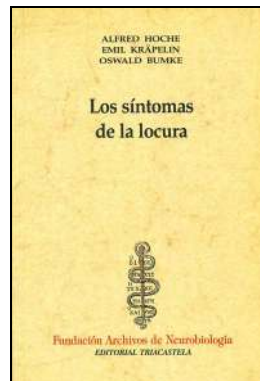 ALFRED HOCHE
EMIL KRÄPELIN
OSWALD BUMKE
Los síntomas
de la locura
Fundación Archivos de Neurobiología
EDITORIAL TRIACASTELA